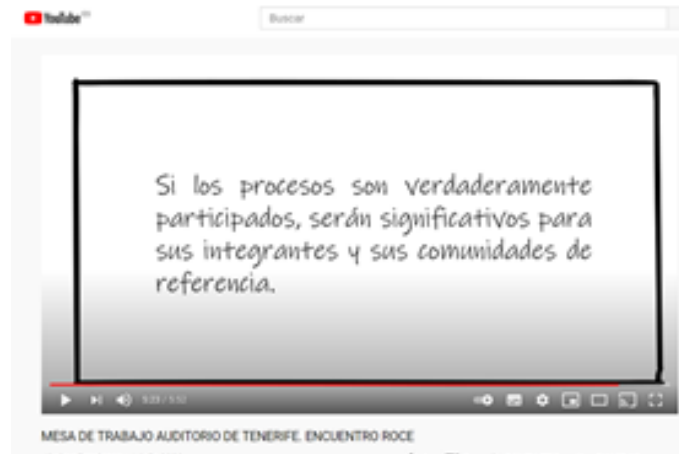 YouTube
Buscar
Si los procesos son verdaderamente
participados, serán significativos para
sus integrantes y sus comunidades de
referencia.
MESA DE TRABAJO AUDITORIO DE TENERIFE. ENCUENTRO ROCE